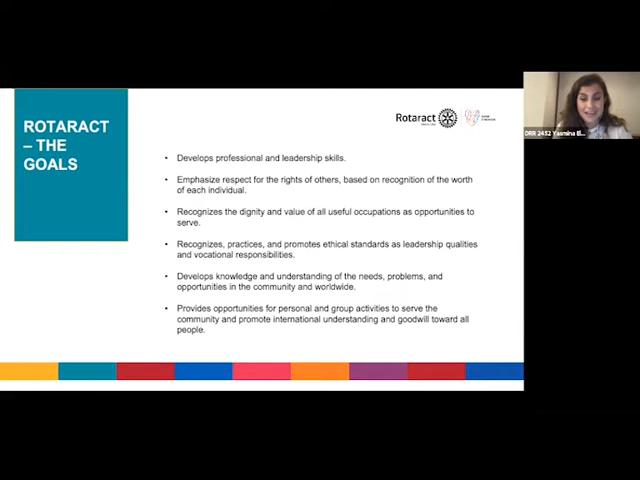 ROTARACT
– THE
GOALS
Rotaract
DRR 2452 Yasmina El...
• Develops professional and leadership skills.
• Emphasize respect for the rights of others, based on recognition of the worth
of each individual.
• Recognizes the dignity and value of all useful occupations as opportunities to
serve.
• Recognizes, practices, and promotes ethical standards as leadership qualities
and vocational responsibilities.
• Develops knowledge and understanding of the needs, problems, and
opportunities in the community and worldwide.
• Provides opportunities for personal and group activities to serve the
community and promote international understanding and goodwill toward all
people.